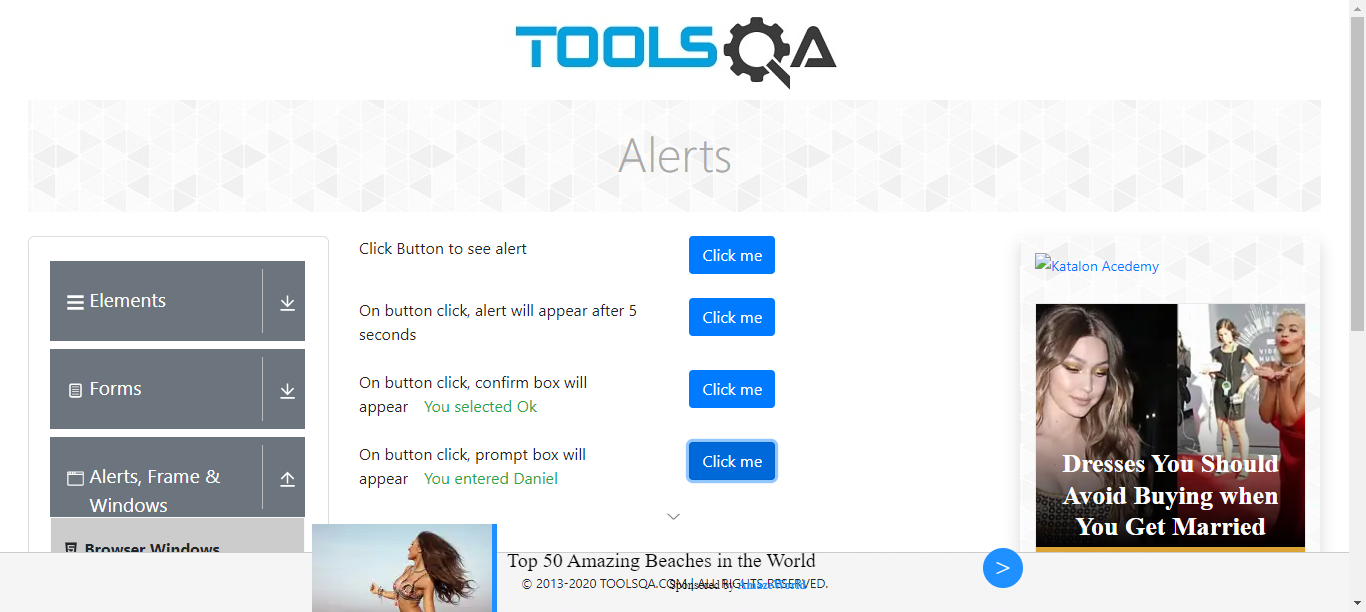 TOOLSQA
Alerts
Elements
Forms
Alerts, Frame &
Windows
Browser Windows
Click Button to see alert
Click me
On button click, alert will appear after 5
seconds
Click me
On button click, confirm box will
appear You selected Ok
Click me
On button click, prompt box will
appear You entered Daniel
Click me
Katalon Acedemy
Dresses You Should
Avoid Buying when
You Get Married
Top 50 Amazing Beaches in the World
© 2013-2020 TOOLSQA.COM | ALL RIGHTS RESERVED.
Sponsered by
>